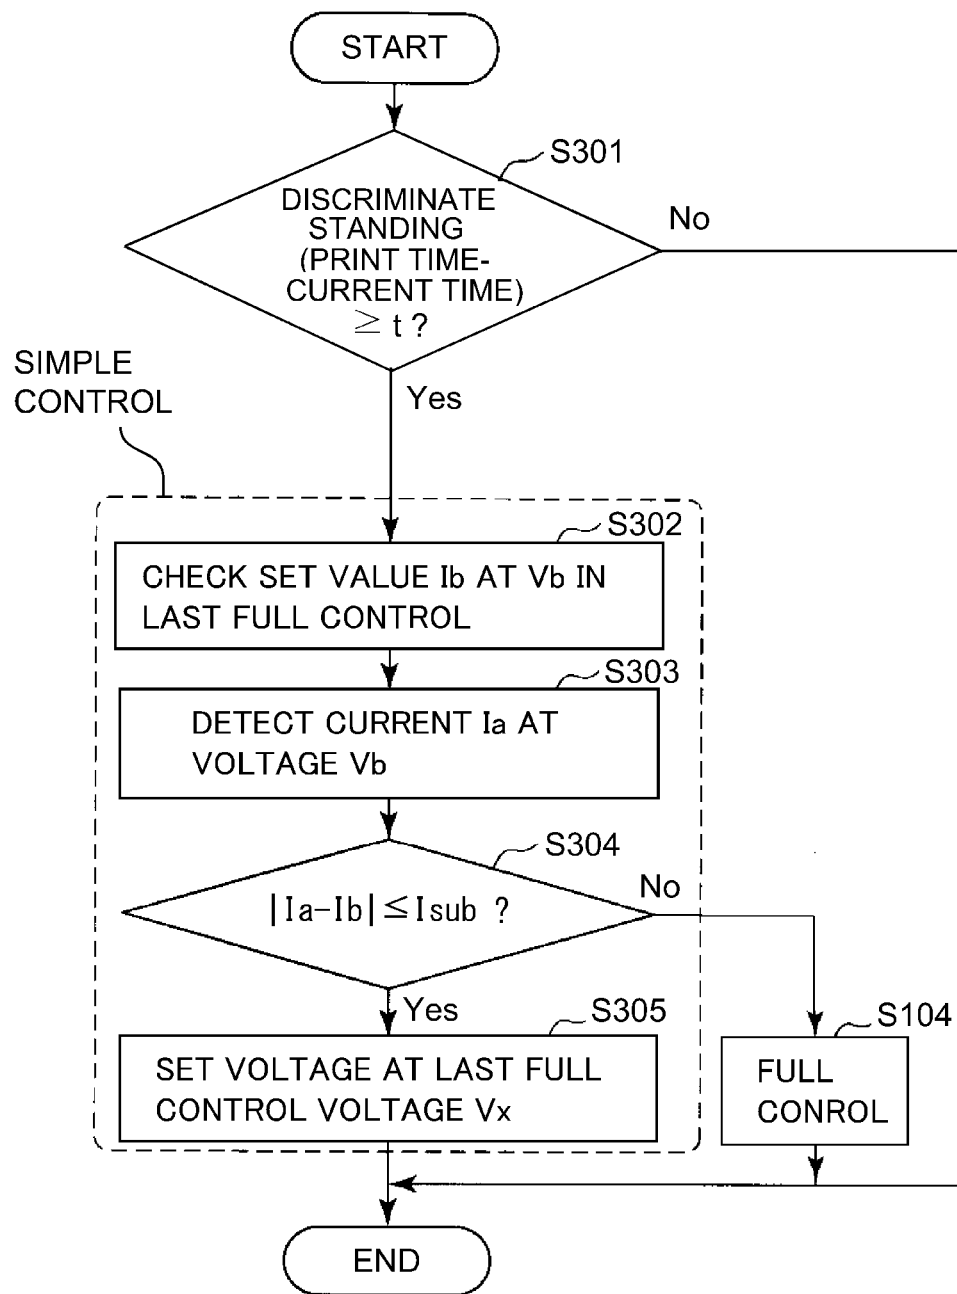 START
S301
DISCRIMINATE
STANDING
(PRINT TIME-
CURRENT TIME)
≧ t ?
No
Yes
SIMPLE
CONTROL
S302
CHECK SET VALUE Ib AT Vb IN
LAST FULL CONTROL
S303
DETECT CURRENT Ia AT
VOLTAGE Vb
S304
|Ia-Ib|≦Isub ?
No
Yes
S305
SET VOLTAGE AT LAST FULL
CONTROL VOLTAGE Vx
S104
FULL
CONROL
END